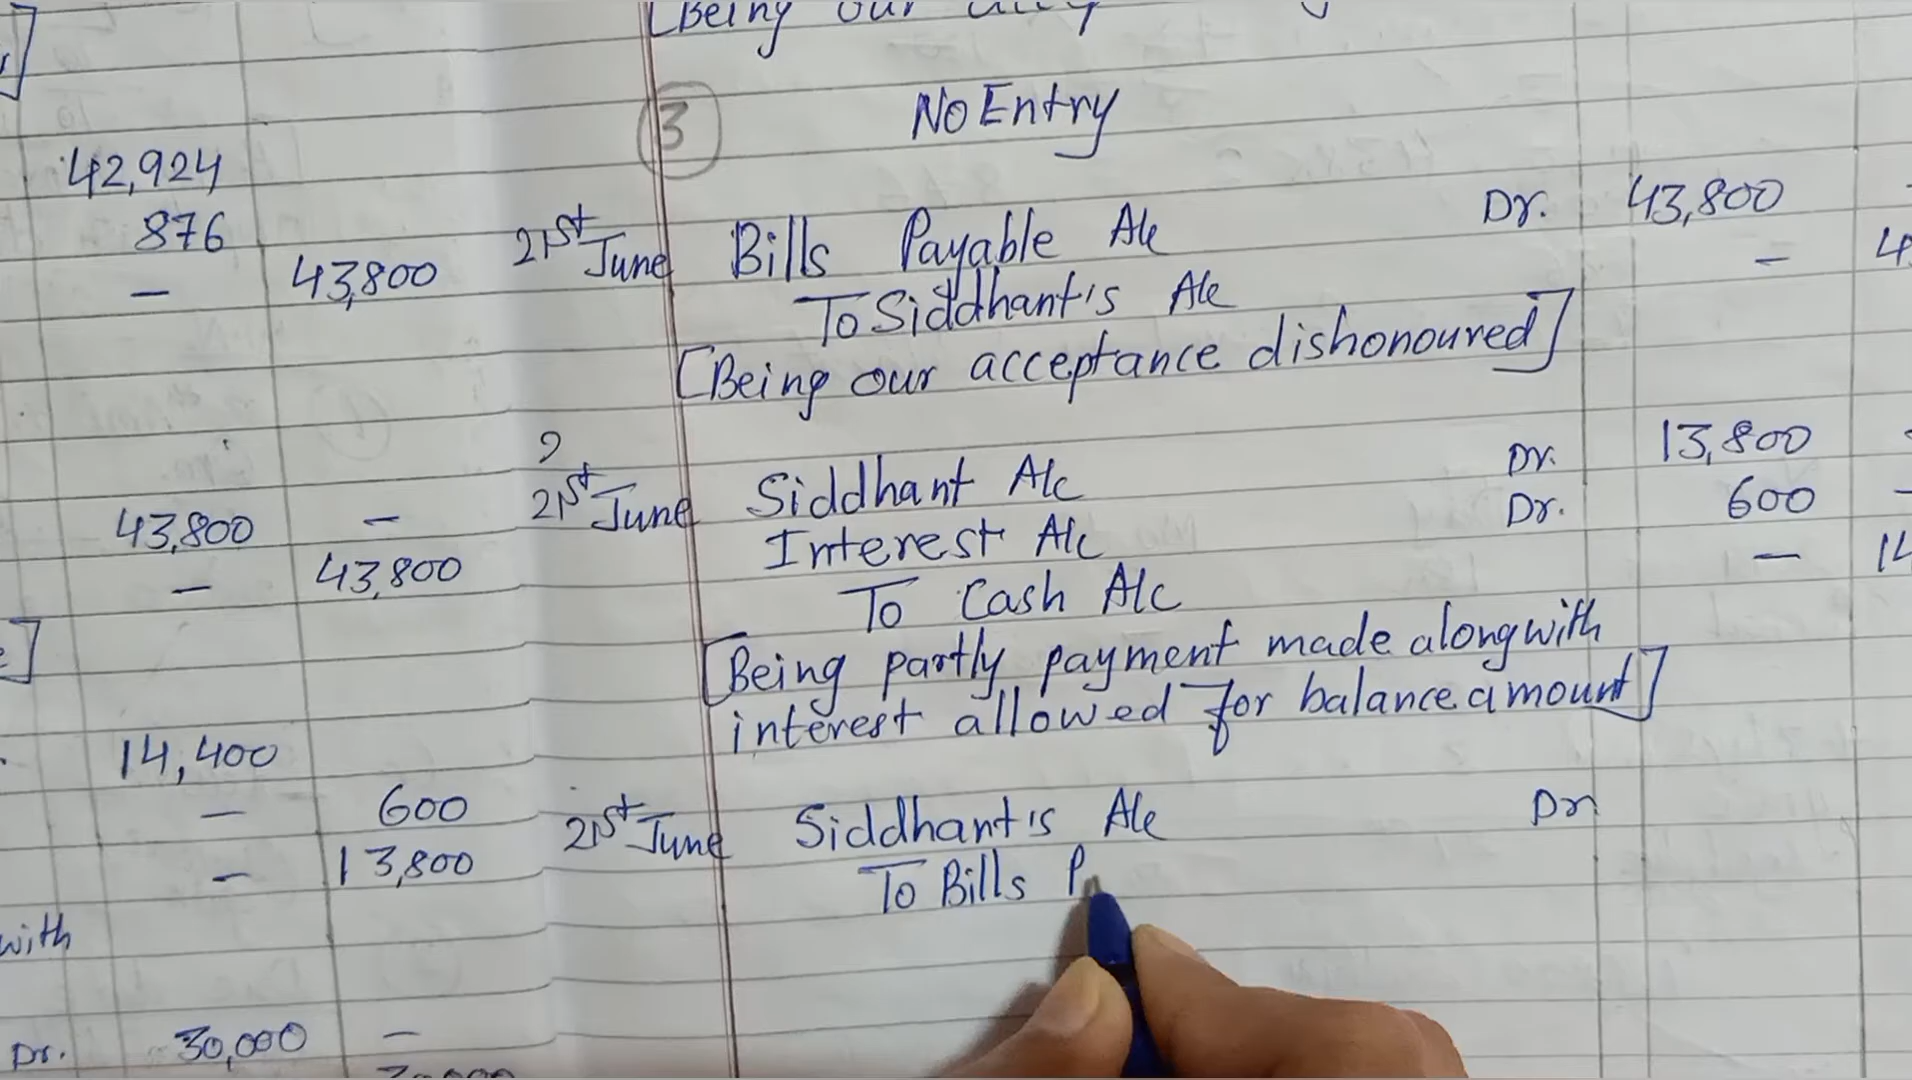 [Being our
3 No Entry
42,924
876
- 43,800
21st June Bills Payable A/c Dr. 43,800
To Siddhant's A/c -
[Being our acceptance dishonoured]
43,800 -
- 43,800
21st June Siddhant A/c Dr. 13,800
Interest A/c Dr. 600
To Cash A/c - 14
[Being partly payment made alongwith
interest allowed for balance amount]
14,400
- 600
- 13,800
21st June Siddhant's A/c Dr
To Bills P
with
Dr. 30,000 -